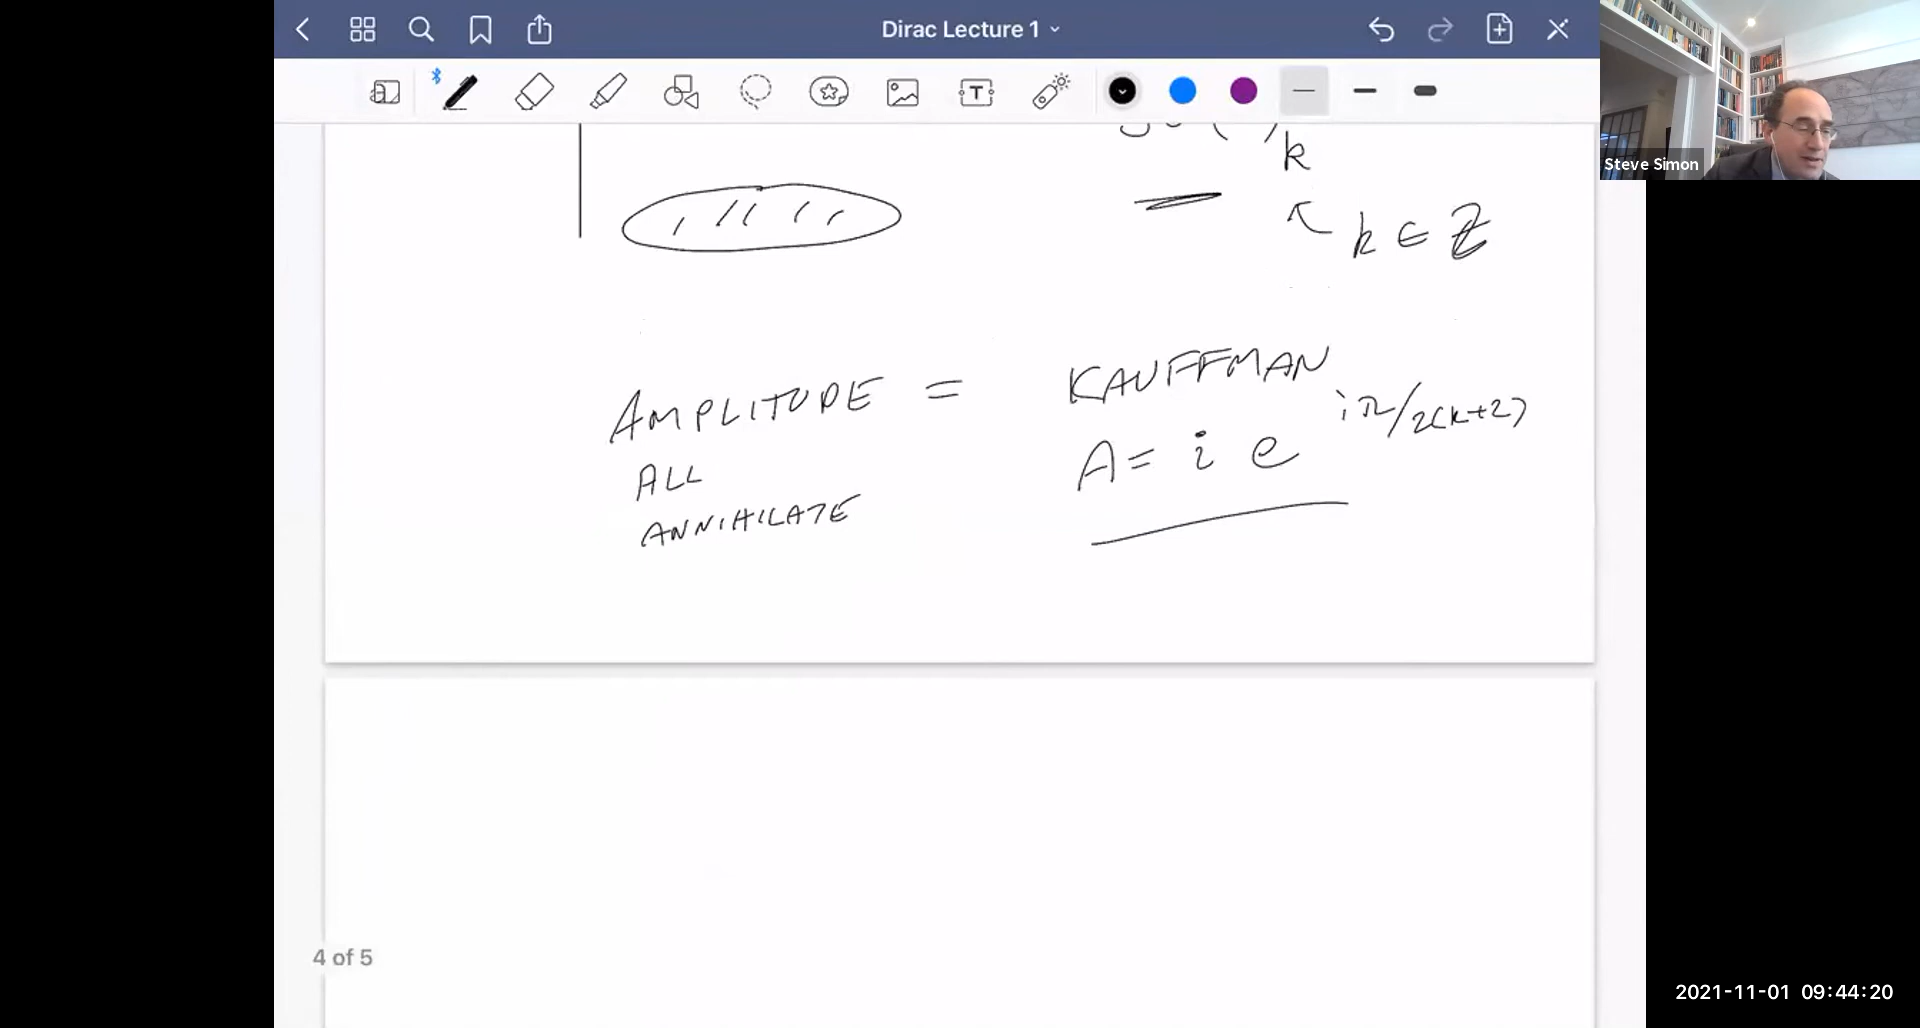 Dirac Lecture 1
T
Steve Simon
k
k ∈ ℤ
AMPLITUDE = KAUFFMAN
ALL
ANNIHILATE
A = i e^{iπ/2(k+2)}
4 of 5
2021-11-01 09:44:20